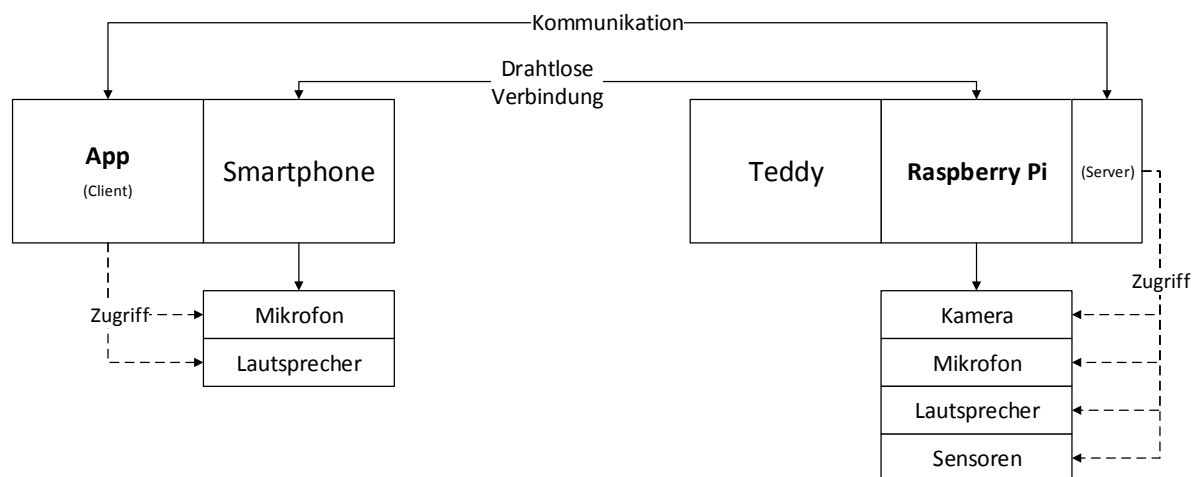 Kommunikation
Drahtlose
Verbindung
App
(Client)
Smartphone
Teddy
Raspberry Pi
(Server)
Zugriff
Mikrofon
Lautsprecher
Zugriff
Kamera
Mikrofon
Lautsprecher
Sensoren